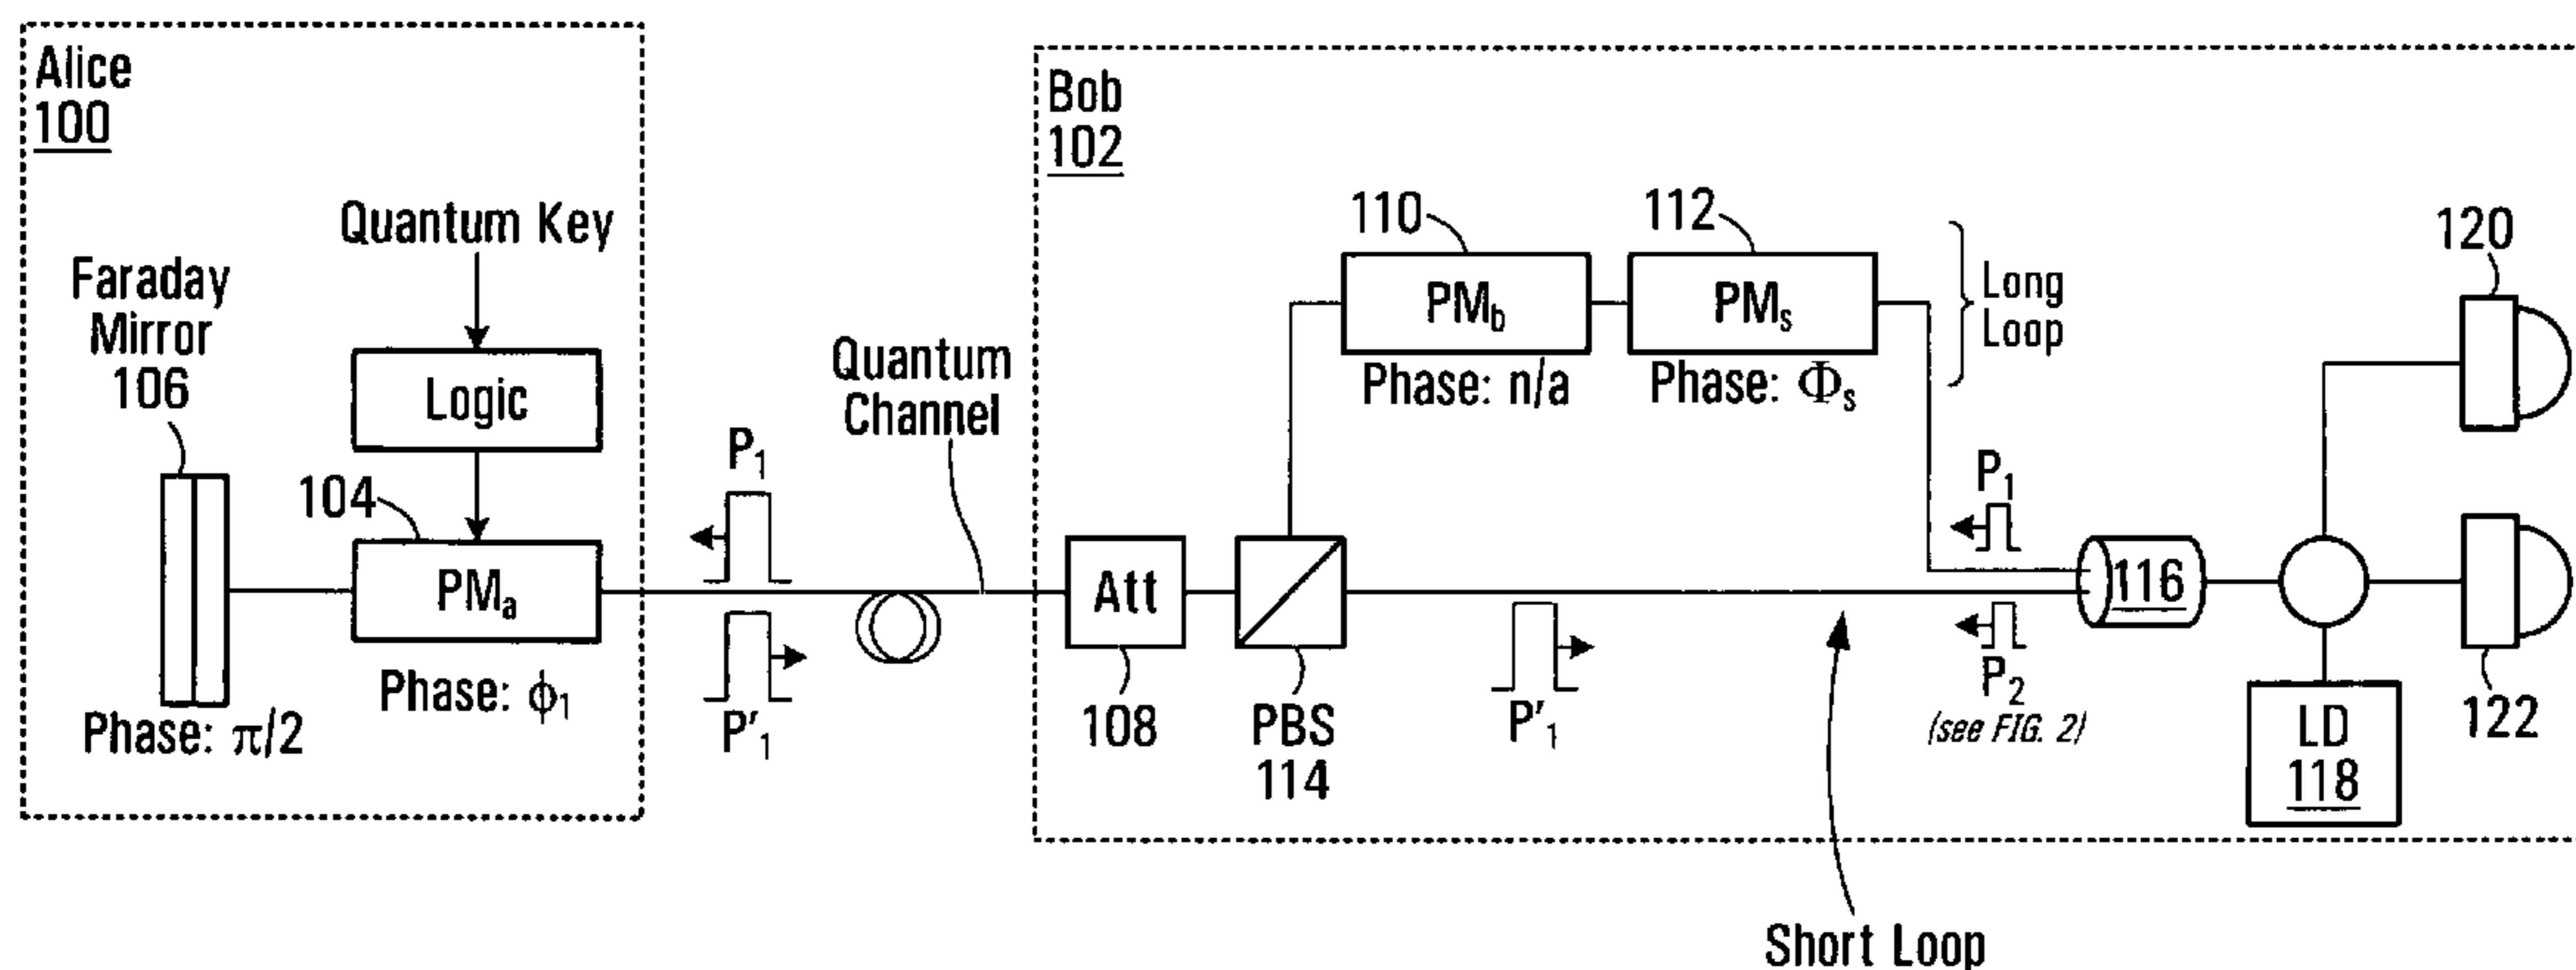 Alice
100
Quantum Key
Faraday
Mirror
106
Logic
104
PMₐ
Phase: π/2
Phase: ϕ₁
P₁
P'₁
Quantum
Channel
Bob
102
110
112
PM_b
PMₛ
Phase: n/a
Phase: Φₛ
Long
Loop
Att
108
PBS
114
P'₁
P₁
P₂
(see FIG. 2)
116
120
122
LD
118
Short Loop